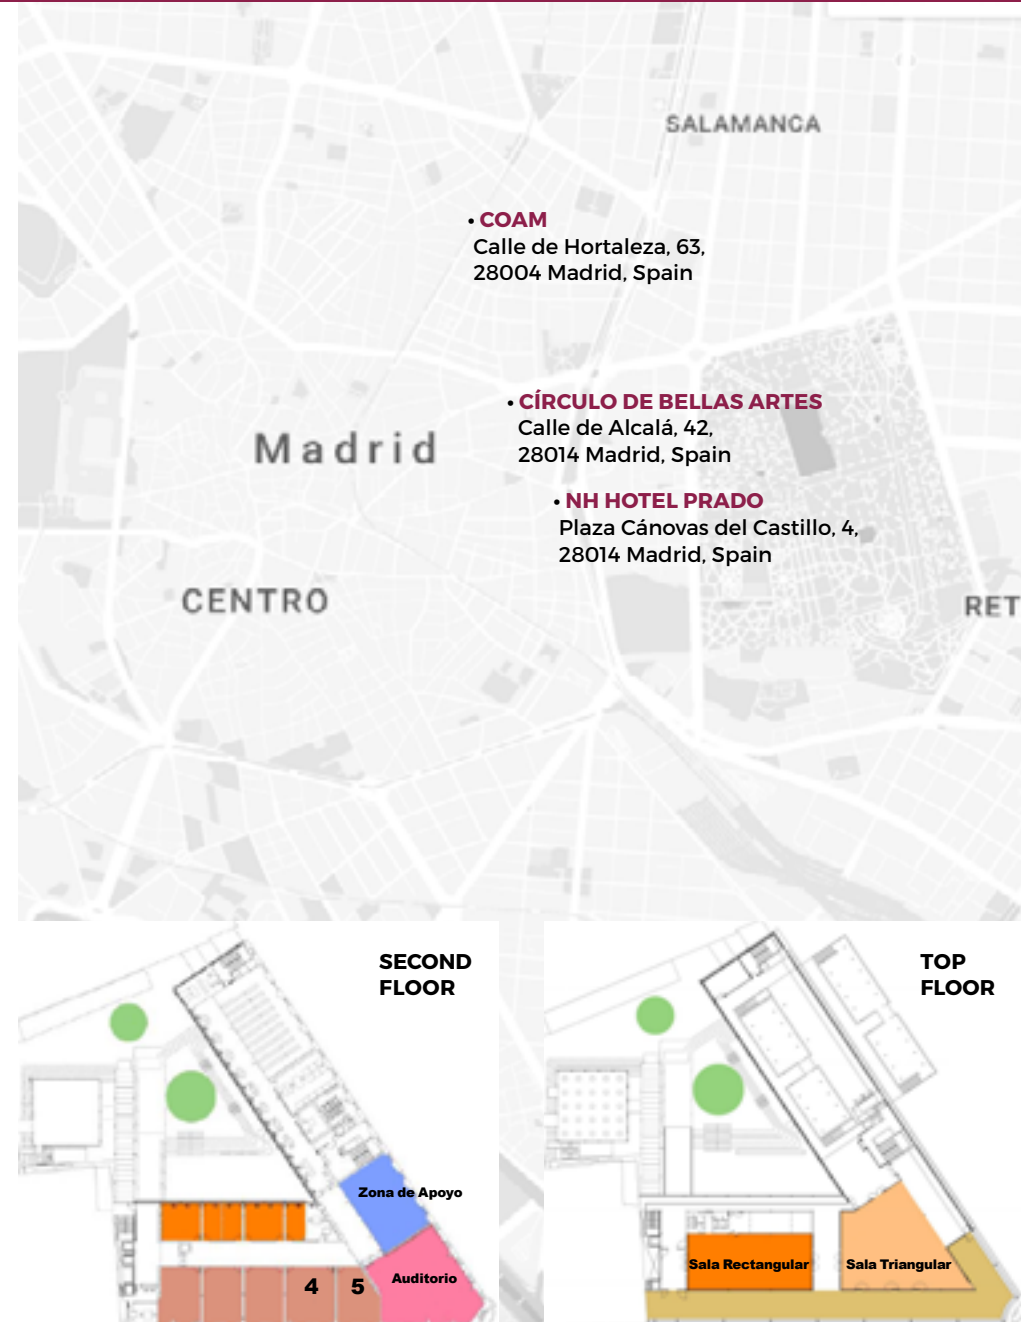 SALAMANCA
• COAM
Calle de Hortaleza, 63,
28004 Madrid, Spain
• CÍRCULO DE BELLAS ARTES
Calle de Alcalá, 42,
28014 Madrid, Spain
Madrid
• NH HOTEL PRADO
Plaza Cánovas del Castillo, 4,
28014 Madrid, Spain
CENTRO
RET
SECOND
FLOOR
Zona de Apoyo
Auditorio
4 5
TOP
FLOOR
Sala Rectangular
Sala Triangular